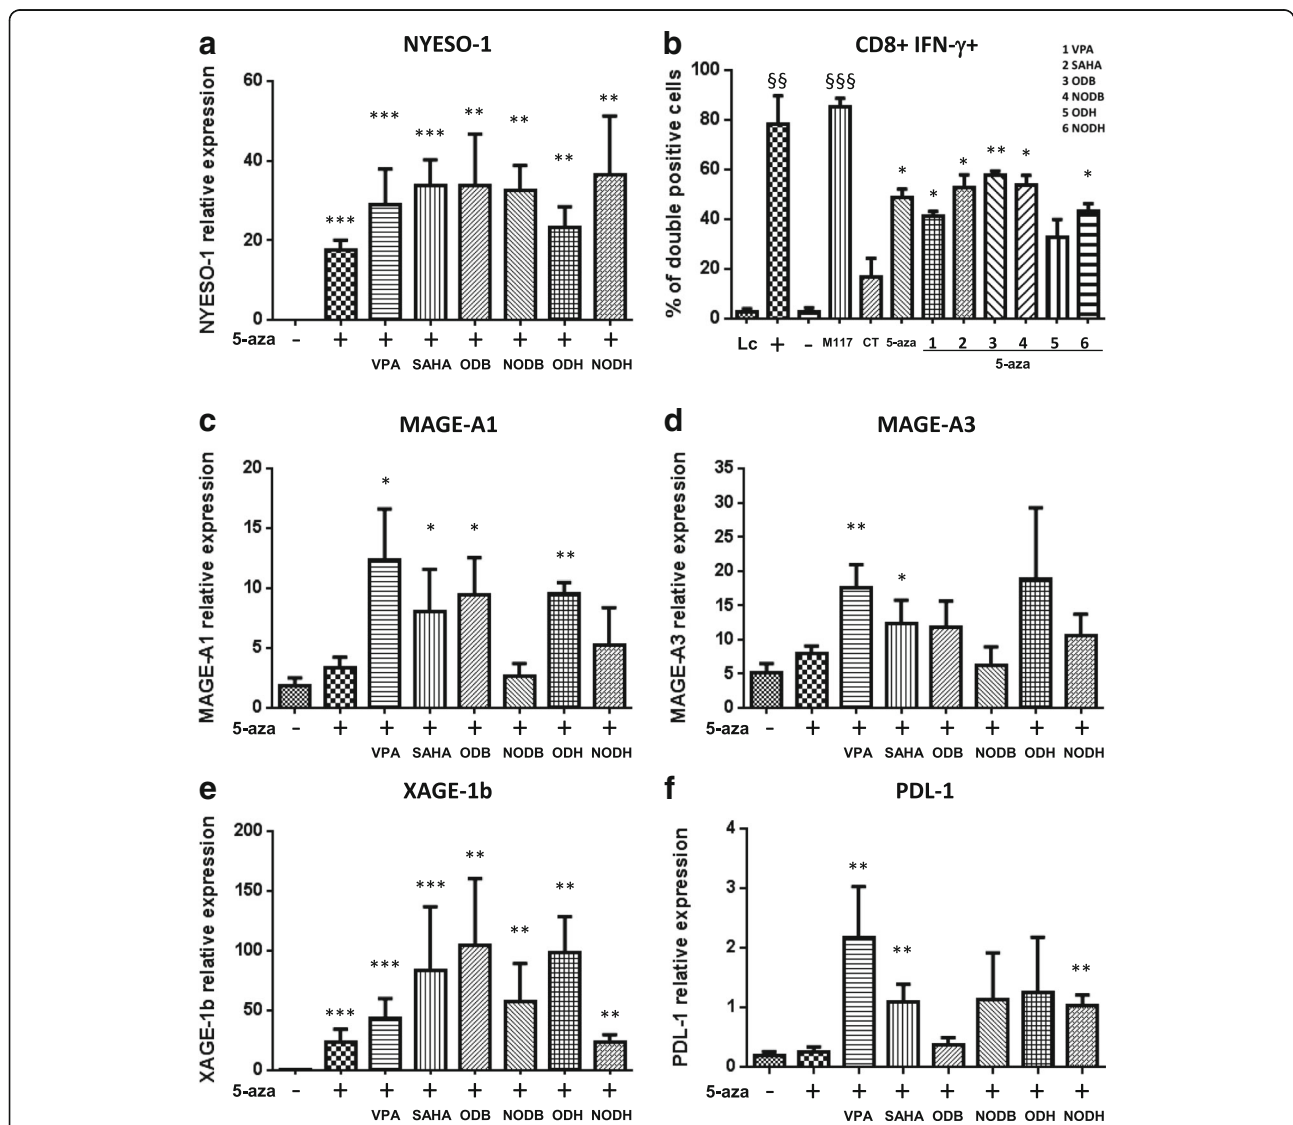 a NYESO-1
NYESO-1 relative expression
60
40
20
0
*** *** *** ** ** ** **
5-aza - + + + + + + +
VPA SAHA ODB NODB ODH NODH
b CD8+ IFN-γ+
1 VPA
2 SAHA
3 ODB
4 NODB
5 ODH
6 NODH
% of double positive cells
100
80
60
40
20
0
§§ §§§ * * * ** * *
Lc + - M117 CT 5-aza 1 2 3 4 5 6
5-aza
c MAGE-A1
MAGE-A1 relative expression
20
15
10
5
0
* * * **
5-aza - + + + + + + +
VPA SAHA ODB NODB ODH NODH
d MAGE-A3
MAGE-A3 relative expression
35
30
25
20
15
10
5
0
** *
5-aza - + + + + + + +
VPA SAHA ODB NODB ODH NODH
e XAGE-1b
XAGE-1b relative expression
200
150
100
50
0
*** *** *** ** ** ** **
5-aza - + + + + + + +
VPA SAHA ODB NODB ODH NODH
f PDL-1
PDL-1 relative expression
4
3
2
1
0
** ** **
5-aza - + + + + + + +
VPA SAHA ODB NODB ODH NODH